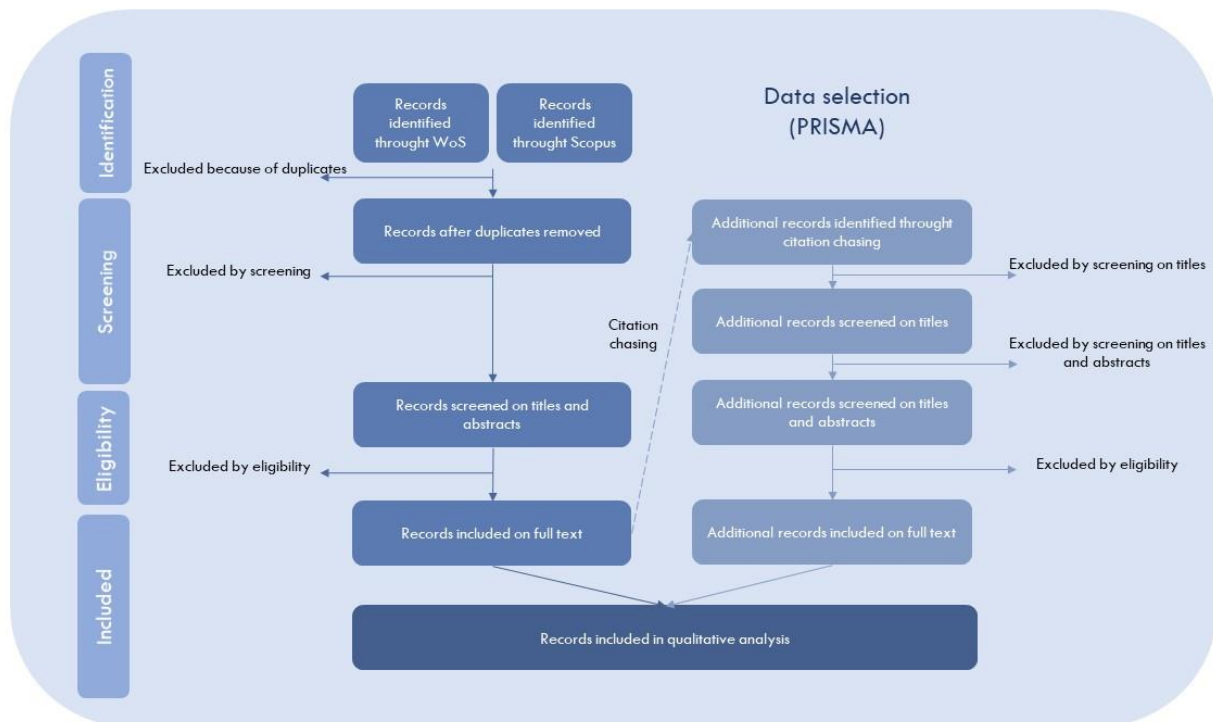 Identification
Records
identified
throught WoS
Records
identified
throught Scopus
Data selection
(PRISMA)
Excluded because of duplicates
Screening
Records after duplicates removed
Additional records identified throught
citation chasing
Excluded by screening
Excluded by screening on titles
Citation
chasing
Additional records screened on titles
Excluded by screening on titles
and abstracts
Eligibility
Records screened on titles and
abstracts
Additional records screened on titles
and abstracts
Excluded by eligibility
Excluded by eligibility
Included
Records included on full text
Additional records included on full text
Records included in qualitative analysis